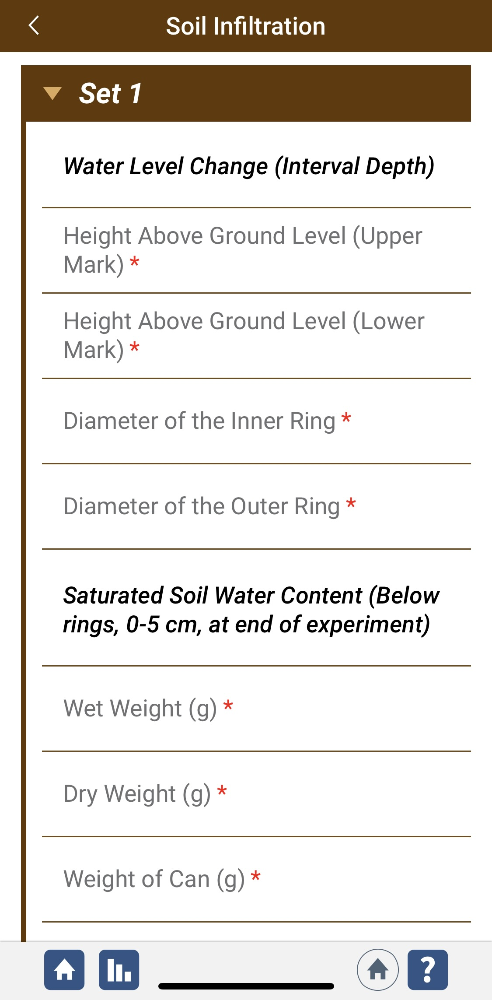 Soil Infiltration
Set 1
Water Level Change (Interval Depth)
Height Above Ground Level (Upper
Mark) *
Height Above Ground Level (Lower
Mark) *
Diameter of the Inner Ring *
Diameter of the Outer Ring *
Saturated Soil Water Content (Below
rings, 0-5 cm, at end of experiment)
Wet Weight (g) *
Dry Weight (g) *
Weight of Can (g) *
?